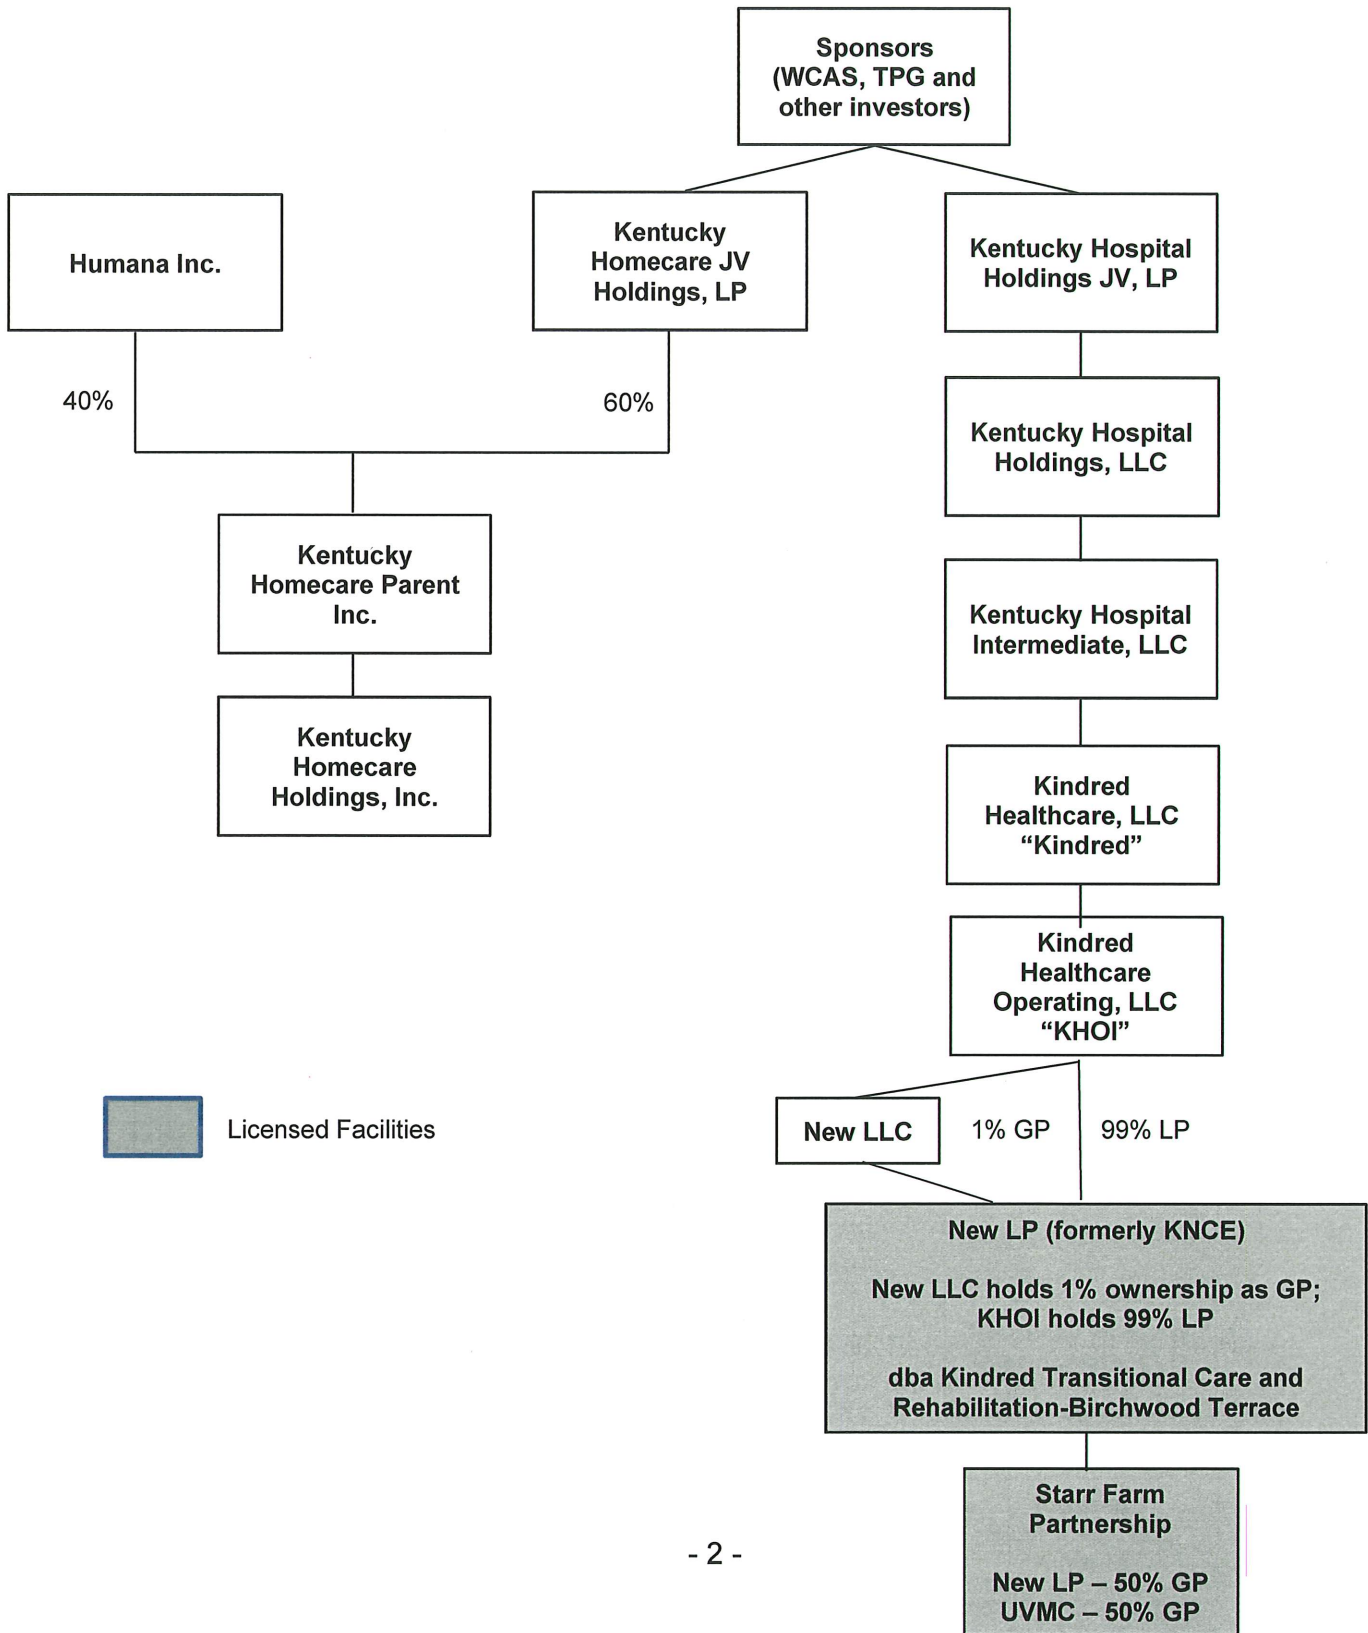 Sponsors
(WCAS, TPG and
other investors)
Humana Inc.
Kentucky
Homecare JV
Holdings, LP
Kentucky Hospital
Holdings JV, LP
40%
60%
Kentucky Hospital
Holdings, LLC
Kentucky
Homecare Parent
Inc.
Kentucky Hospital
Intermediate, LLC
Kentucky
Homecare
Holdings, Inc.
Kindred
Healthcare, LLC
“Kindred”
Kindred
Healthcare
Operating, LLC
“KHOI”
Licensed Facilities
New LLC
1% GP
99% LP
New LP (formerly KNCE)
New LLC holds 1% ownership as GP;
KHOI holds 99% LP
dba Kindred Transitional Care and
Rehabilitation-Birchwood Terrace
Starr Farm
Partnership
New LP – 50% GP
UVMC – 50% GP
- 2 -